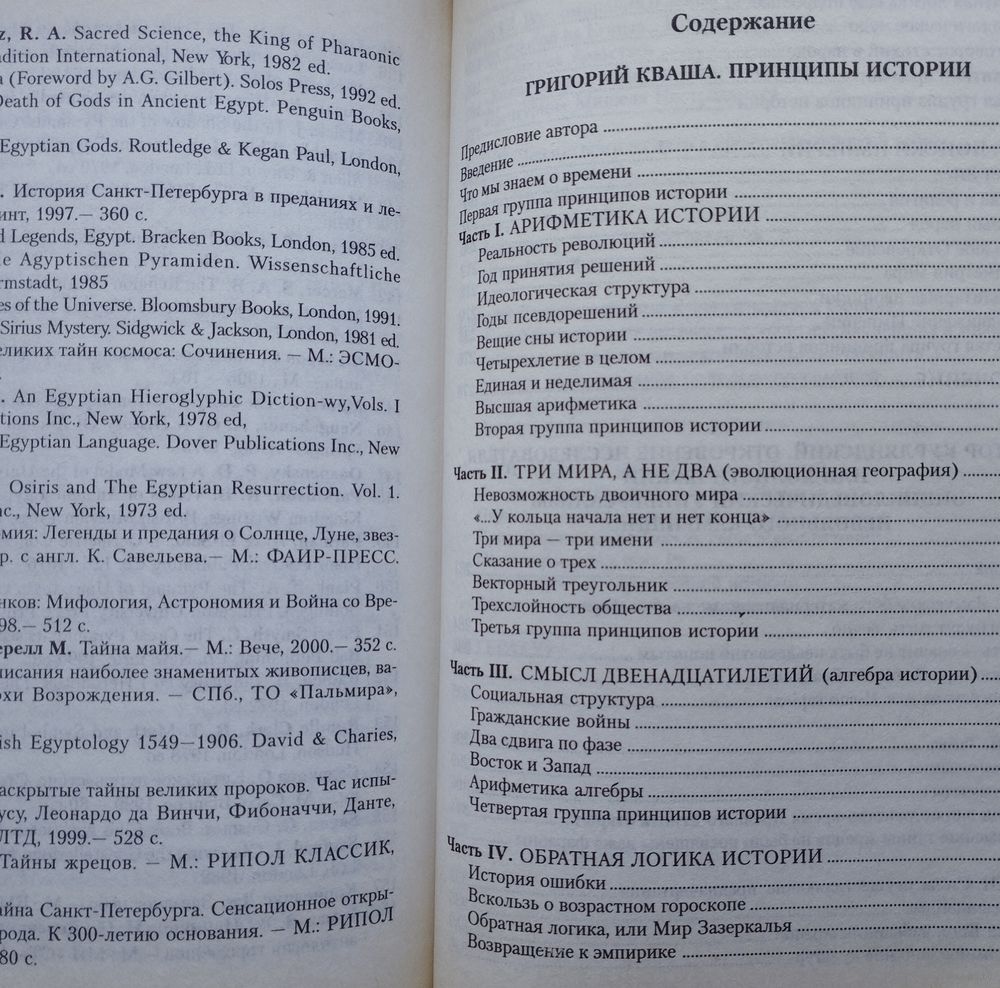 z, R. A. Sacred Science, the King of Pharaonic
dition International, New York, 1982 ed.
a (Foreword by A.G. Gilbert). Solos Press, 1992 ed.
Death of Gods in Ancient Egypt. Penguin Books,
Egyptian Gods. Routledge & Kegan Paul, London,
. История Санкт-Петербурга в преданиях и ле-
инт, 1997.— 360 с.
d Legends, Egypt. Bracken Books, London, 1985 ed.
ie Agyptischen Pyramiden. Wissenschaftliche
rmstadt, 1985
es of the Universe. Bloomsbury Books, London, 1991.
Sirius Mystery. Sidgwick & Jackson, London, 1981 ed.
еликих тайн космоса: Сочинения. — М.: ЭСМО-
. An Egyptian Hieroglyphic Diction-wy,Vols. I
tions Inc., New York, 1978 ed,
Egyptian Language. Dover Publications Inc., New
Osiris and The Egyptian Resurrection. Vol. 1.
nc., New York, 1973 ed.
омия: Легенды и предания о Солнце, Луне, звез-
р. с англ. К. Савельева.— М.: ФАИР-ПРЕСС.
нков: Мифология, Астрономия и Война со Вре-
98.— 512 с.
ерелл М. Тайна майя.— М.: Вече, 2000.— 352 с.
писания наиболее знаменитых живописцев, ва-
охи Возрождения. — СПб., ТО «Пальмира»,
ish Egyptology 1549—1906. David & Charies,
аскрытые тайны великих пророков. Час испы-
усу, Леонардо да Винчи, Фибоначчи, Данте,
ЛТД, 1999.— 528 с.
Тайны жрецов. — М.: РИПОЛ КЛАССИК,
айна Санкт-Петербурга. Сенсационное откры-
рода. К 300-летию основания. — М.: РИПОЛ
80 с.
Содержание
ГРИГОРИЙ КВАША. ПРИНЦИПЫ ИСТОРИИ
Предисловие автора
Введение
Что мы знаем о времени
Первая группа принципов истории
Часть I. АРИФМЕТИКА ИСТОРИИ
Реальность революций
Год принятия решений
Идеологическая структура
Годы псевдорешений
Вещие сны истории
Четырехлетие в целом
Единая и неделимая
Высшая арифметика
Вторая группа принципов истории
Часть II. ТРИ МИРА, А НЕ ДВА (эволюционная география)
Невозможность двоичного мира
«...У кольца начала нет и нет конца»
Три мира — три имени
Сказание о трех
Векторный треугольник
Трехслойность общества
Третья группа принципов истории
Часть III. СМЫСЛ ДВЕНАДЦАТИЛЕТИЙ (алгебра истории)
Социальная структура
Гражданские войны
Два сдвига по фазе
Восток и Запад
Арифметика алгебры
Четвертая группа принципов истории
Часть IV. ОБРАТНАЯ ЛОГИКА ИСТОРИИ
История ошибки
Вскользь о возрастном гороскопе
Обратная логика, или Мир Зазеркалья
Возвращение к эмпирике